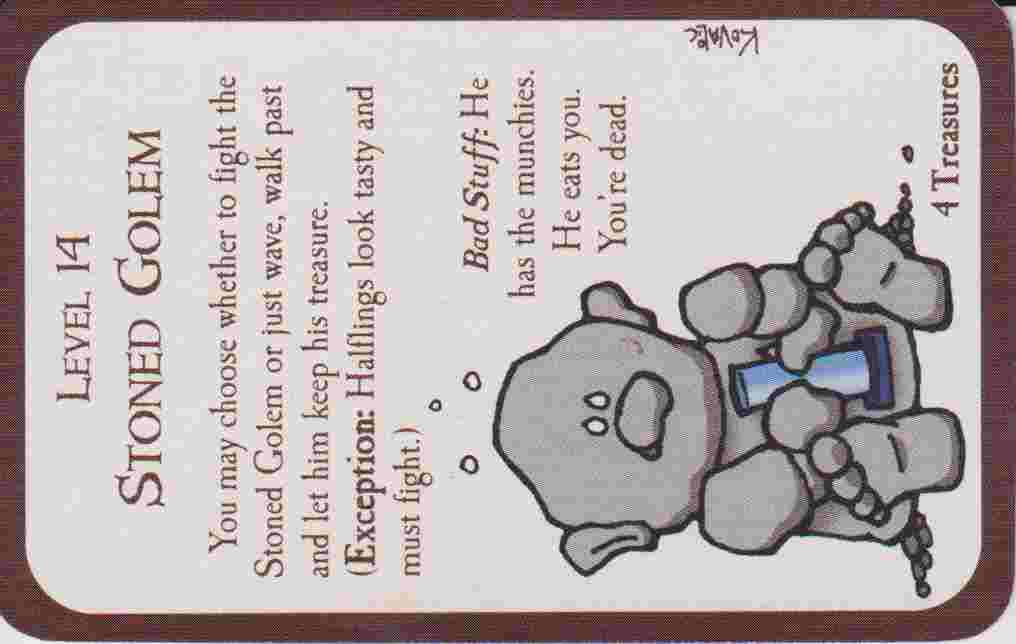 LEVEL 14
STONED GOLEM
You may choose whether to fight the
Stoned Golem or just wave, walk past
and let him keep his treasure.
(Exception: Halflings look tasty and
must fight.)
Bad Stuff: He
has the munchies.
He eats you.
You're dead.
4 Treasures
KOVALIC